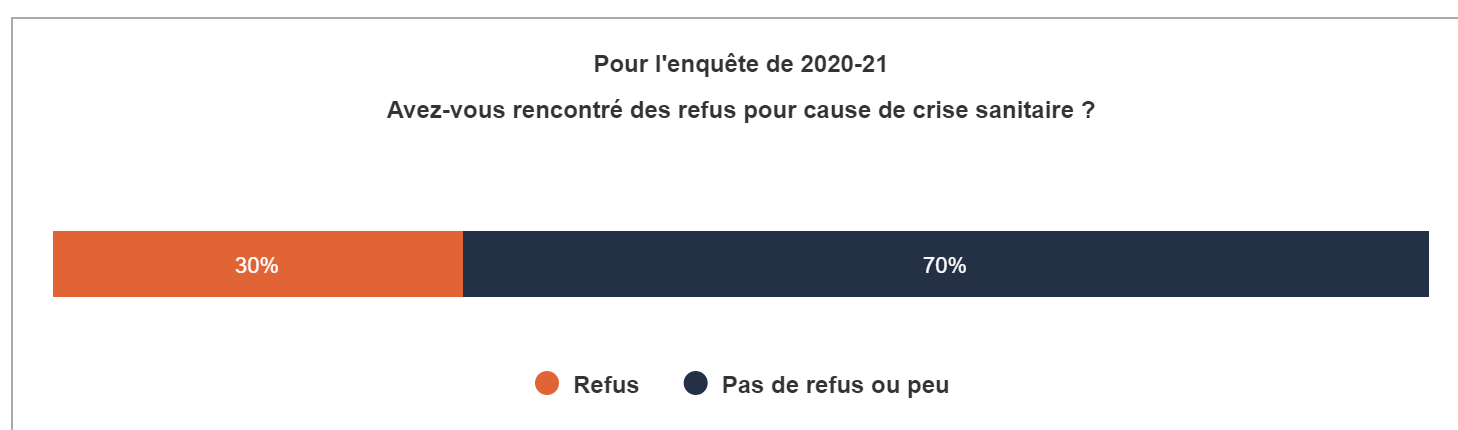 Pour l'enquête de 2020-21
Avez-vous rencontré des refus pour cause de crise sanitaire ?
30%
70%
Refus
Pas de refus ou peu